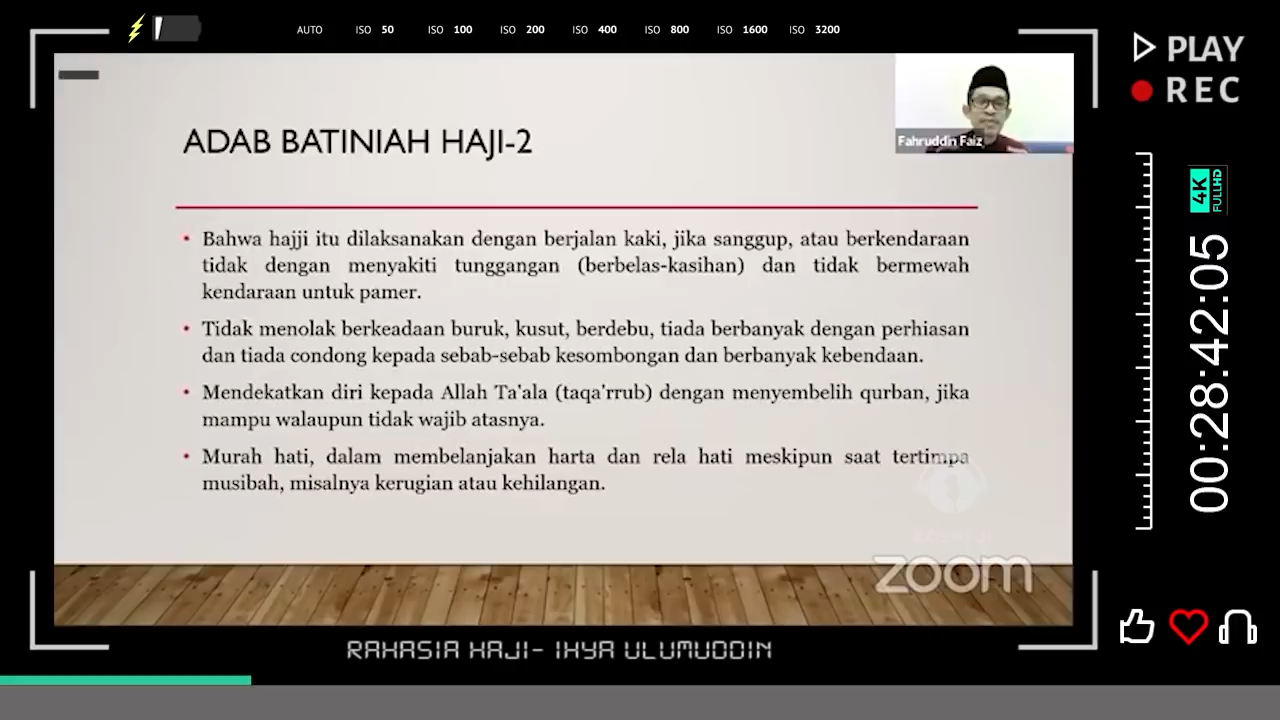 AUTO ISO 50 ISO 100 ISO 200 ISO 400 ISO 800 ISO 1600 ISO 3200
PLAY
REC
Fahruddin Faiz
ADAB BATINIAH HAJI-2
• Bahwa hajji itu dilaksanakan dengan berjalan kaki, jika sanggup, atau berkendaraan
tidak dengan menyakiti tunggangan (berbelas-kasihan) dan tidak bermewah
kendaraan untuk pamer.
• Tidak menolak berkeadaan buruk, kusut, berdebu, tiada berbanyak dengan perhiasan
dan tiada condong kepada sebab-sebab kesombongan dan berbanyak kebendaan.
• Mendekatkan diri kepada Allah Ta'ala (taqa'rrub) dengan menyembelih qurban, jika
mampu walaupun tidak wajib atasnya.
• Murah hati, dalam membelanjakan harta dan rela hati meskipun saat tertimpa
musibah, misalnya kerugian atau kehilangan.
zoom
4K
FULLHD
00:28:42:05
RAHASIA HAJI- IHYA ULUMUDDIN